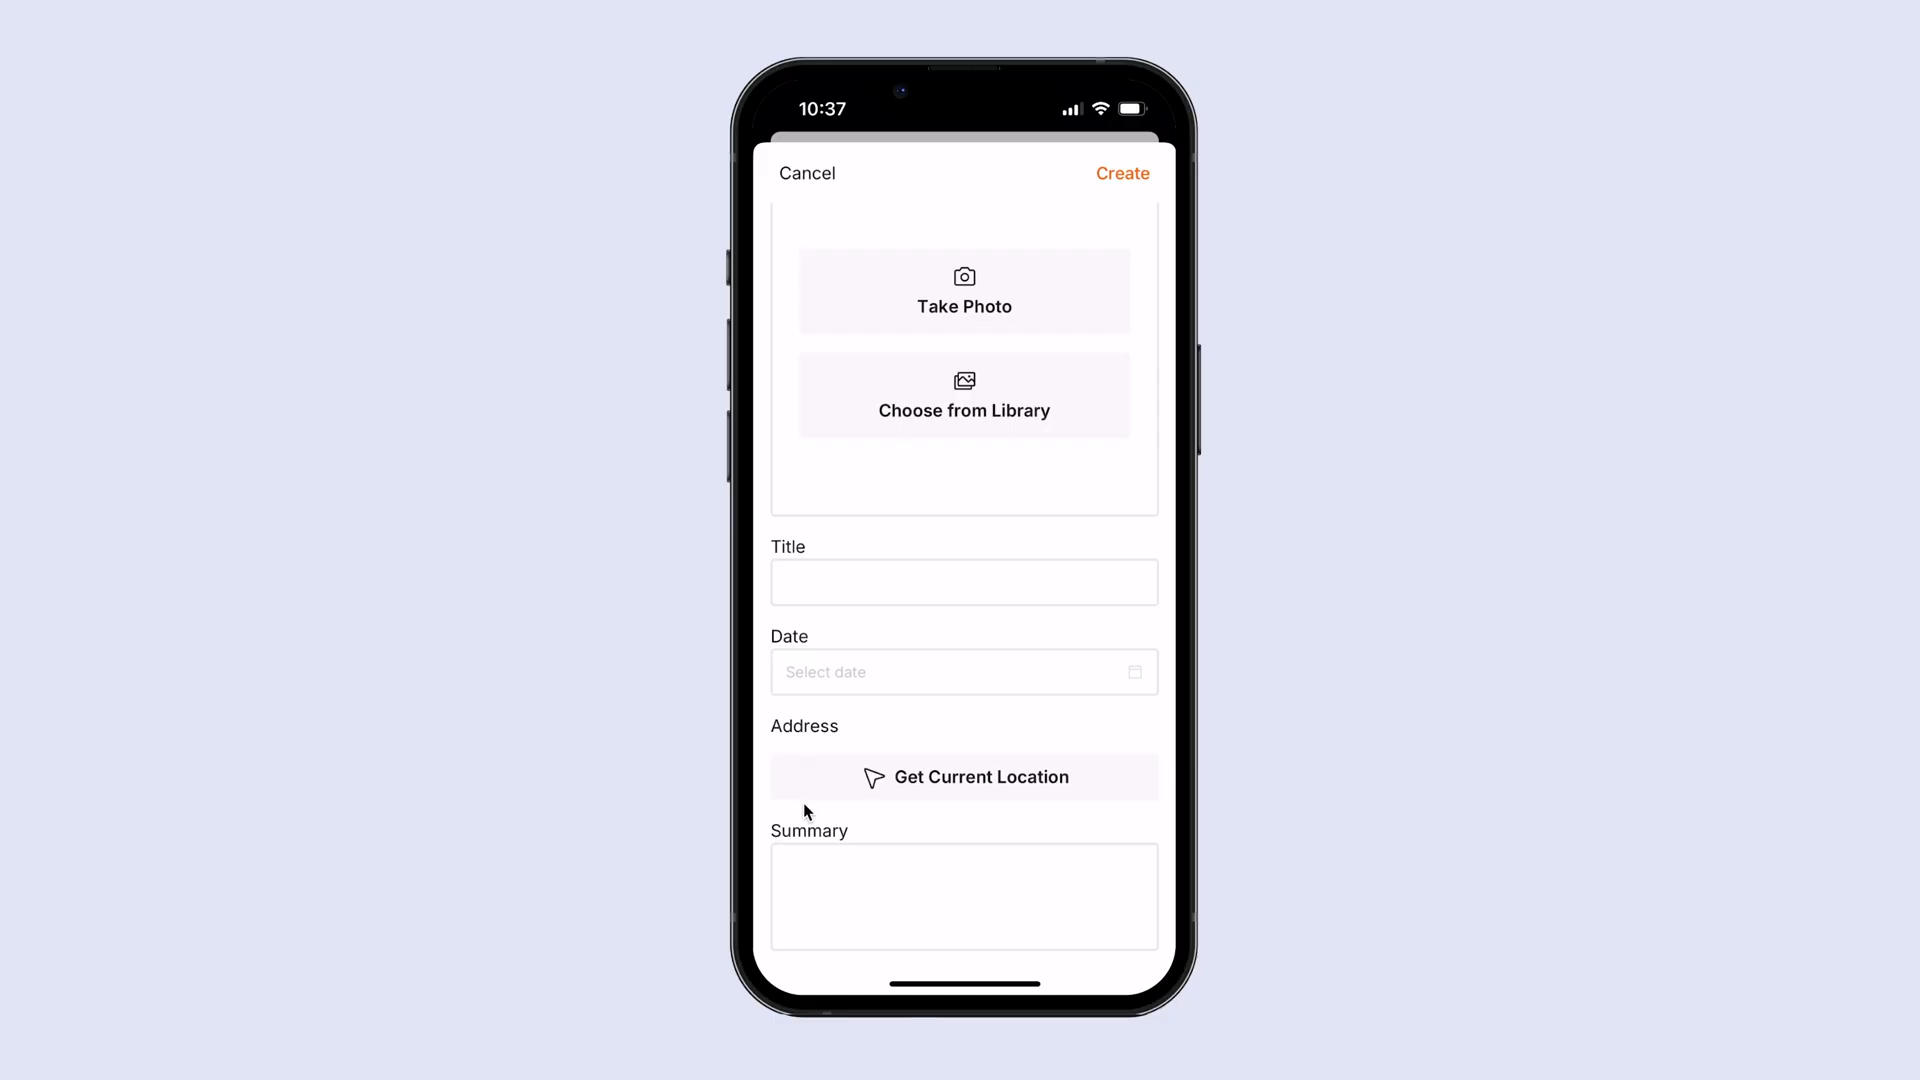 10:37
Cancel
Create
Take Photo
Choose from Library
Title
Date
Select date
Address
Get Current Location
Summary